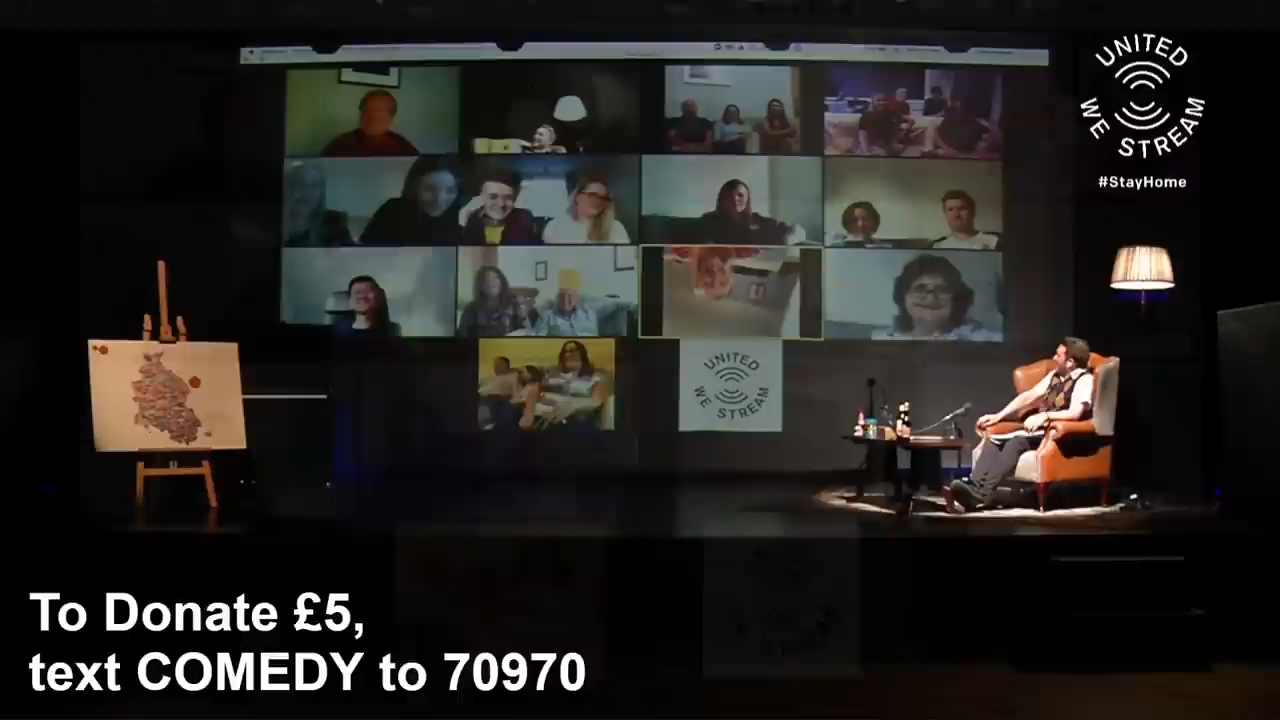 UNITED
WE STREAM
#StayHome
UNITED
WE STREAM
To Donate £5,
text COMEDY to 70970